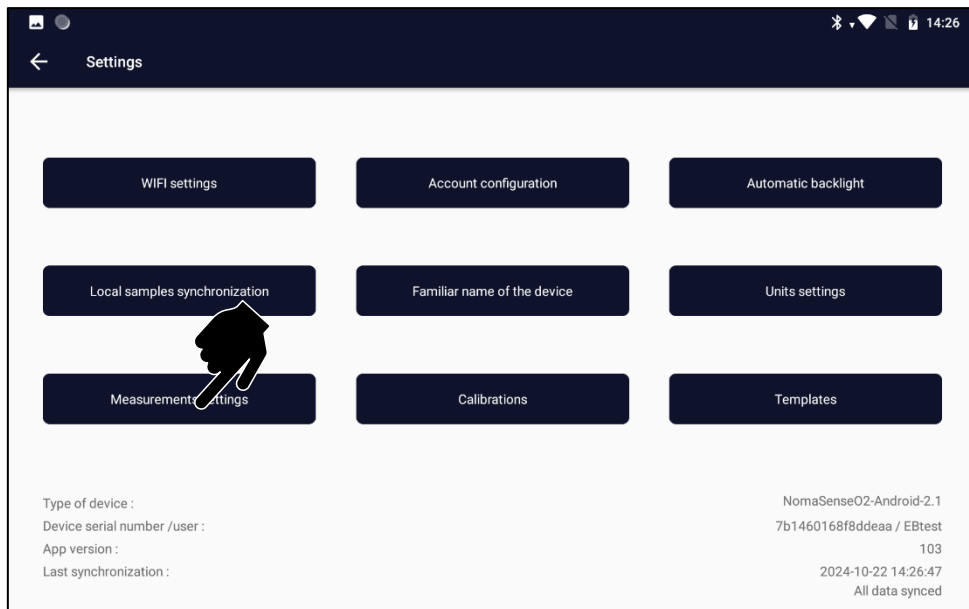 14:26
Settings
WIFI settings
Account configuration
Automatic backlight
Local samples synchronization
Familiar name of the device
Units settings
Measurements settings
Calibrations
Templates
Type of device : NomaSenseO2-Android-2.1
Device serial number /user : 7b1460168f8ddeaa / EBtest
App version : 103
Last synchronization : 2024-10-22 14:26:47
All data synced